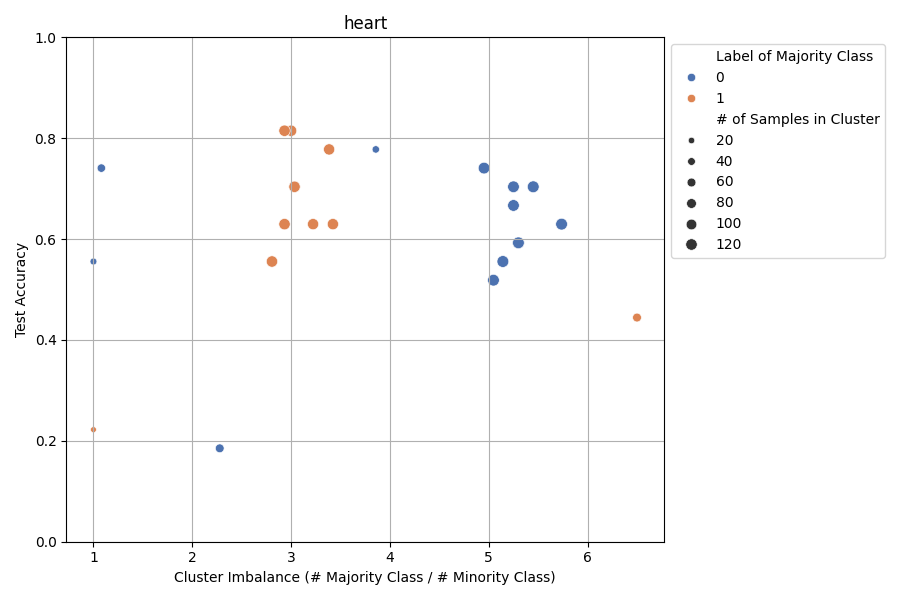 heart
1.0
0.8
0.6
0.4
0.2
0.0
Test Accuracy
1 2 3 4 5 6
Cluster Imbalance (# Majority Class / # Minority Class)
Label of Majority Class
0
1
# of Samples in Cluster
20
40
60
80
100
120